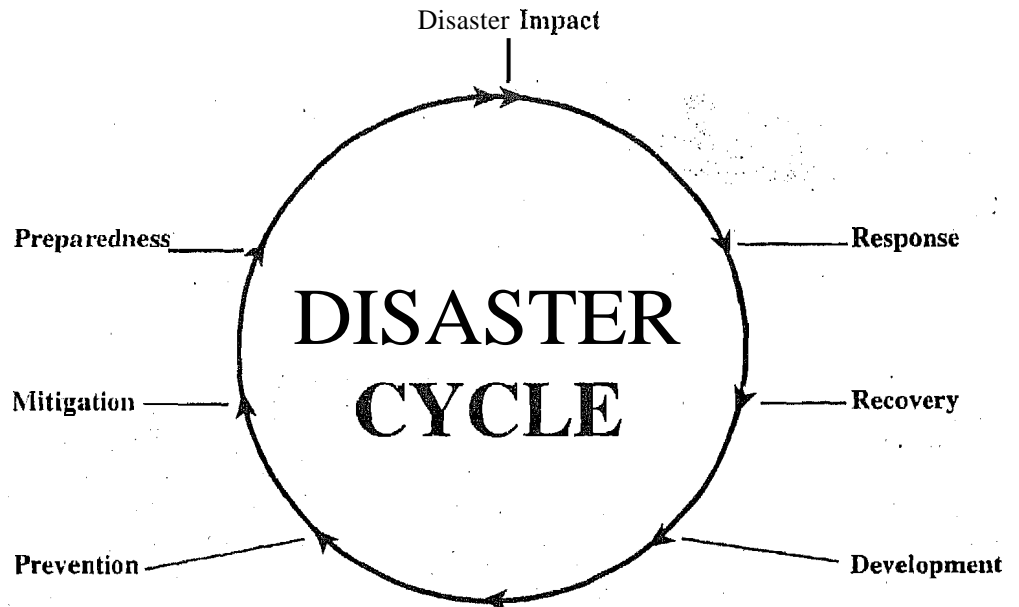 Disaster Impact
Preparedness
Response
DISASTER
CYCLE
Mitigation
Recovery
Prevention
Development